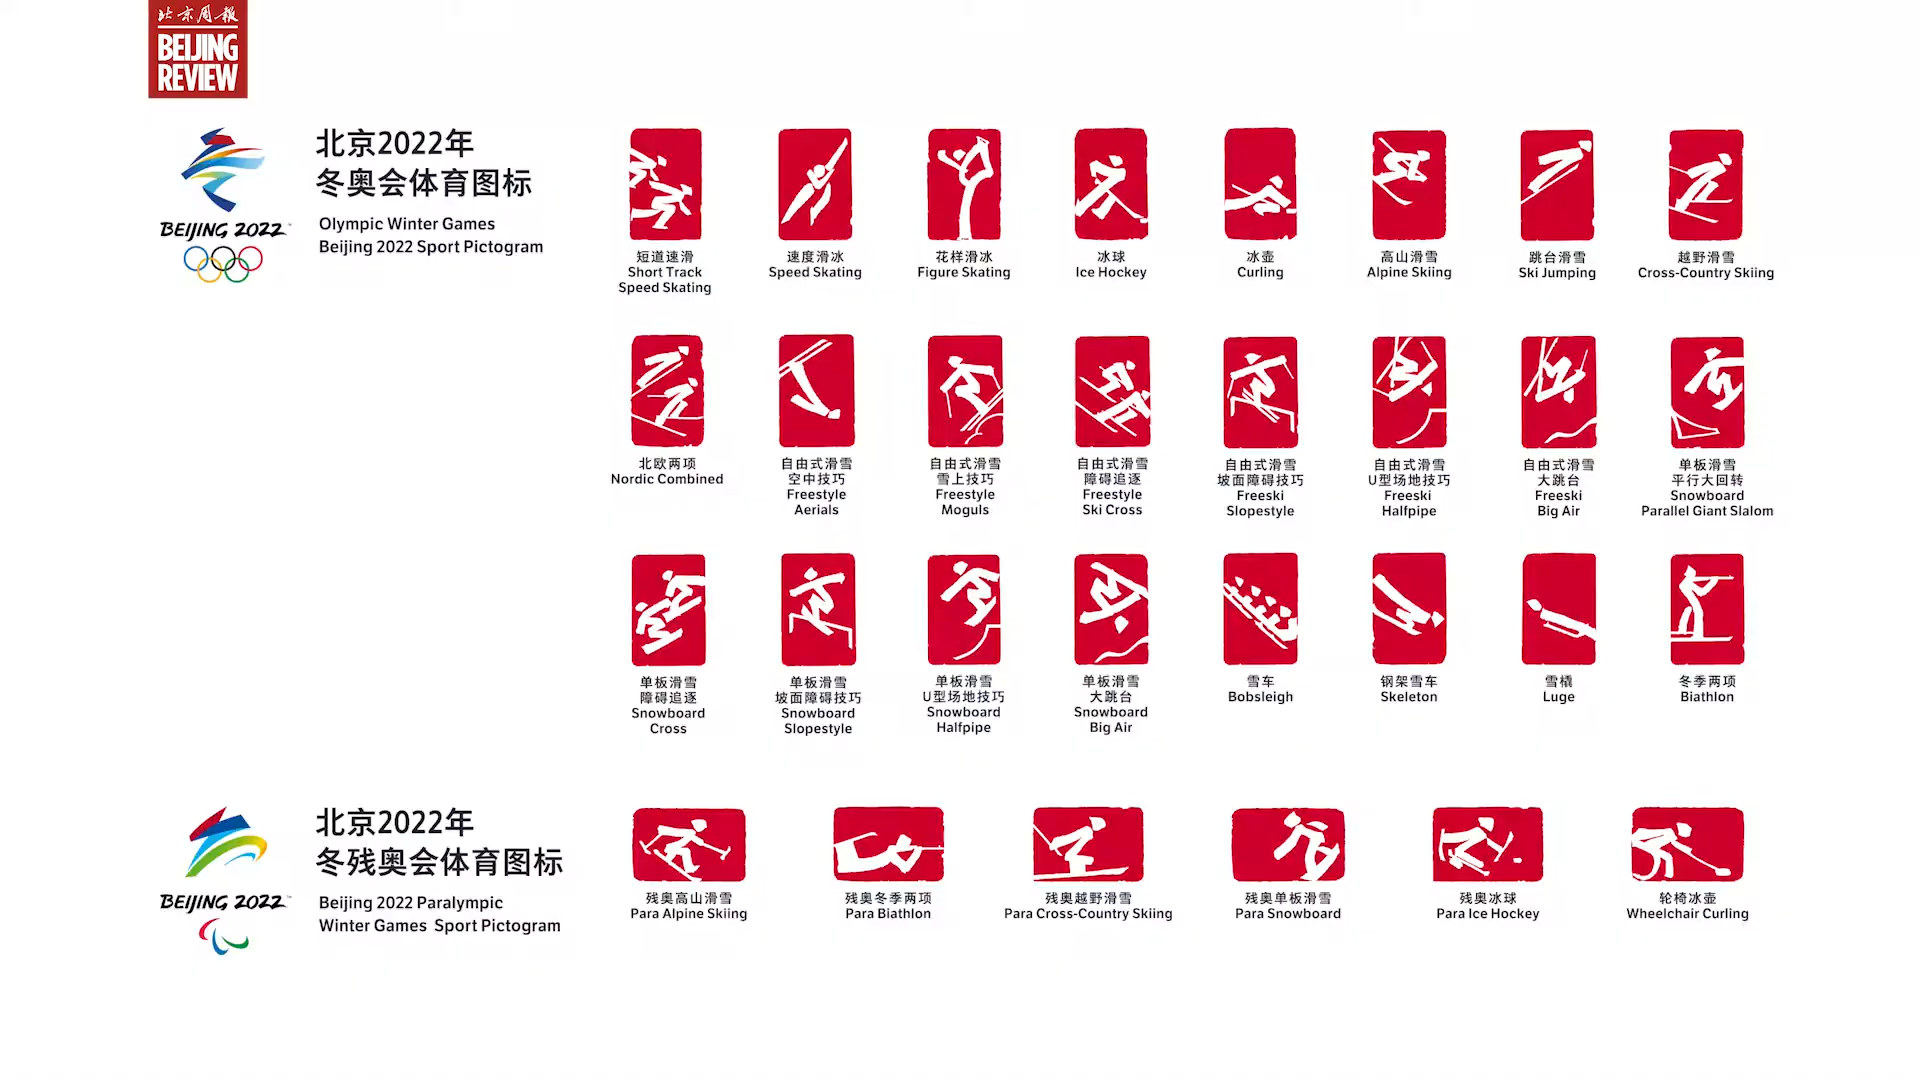 北京周報
BEIJING
REVIEW
北京2022年
冬奥会体育图标
Olympic Winter Games
Beijing 2022 Sport Pictogram
BEIJING 2022™
短道速滑
Short Track
Speed Skating
速度滑冰
Speed Skating
花样滑冰
Figure Skating
冰球
Ice Hockey
冰壶
Curling
高山滑雪
Alpine Skiing
跳台滑雪
Ski Jumping
越野滑雪
Cross-Country Skiing
北欧两项
Nordic Combined
自由式滑雪
空中技巧
Freestyle
Aerials
自由式滑雪
雪上技巧
Freestyle
Moguls
自由式滑雪
障碍追逐
Freestyle
Ski Cross
自由式滑雪
坡面障碍技巧
Freeski
Slopestyle
自由式滑雪
U型场地技巧
Freeski
Halfpipe
自由式滑雪
大跳台
Freeski
Big Air
单板滑雪
平行大回转
Snowboard
Parallel Giant Slalom
单板滑雪
障碍追逐
Snowboard
Cross
单板滑雪
坡面障碍技巧
Snowboard
Slopestyle
单板滑雪
U型场地技巧
Snowboard
Halfpipe
单板滑雪
大跳台
Snowboard
Big Air
雪车
Bobsleigh
钢架雪车
Skeleton
雪橇
Luge
冬季两项
Biathlon
北京2022年
冬残奥会体育图标
Beijing 2022 Paralympic
Winter Games Sport Pictogram
BEIJING 2022™
残奥高山滑雪
Para Alpine Skiing
残奥冬季两项
Para Biathlon
残奥越野滑雪
Para Cross-Country Skiing
残奥单板滑雪
Para Snowboard
残奥冰球
Para Ice Hockey
轮椅冰壶
Wheelchair Curling